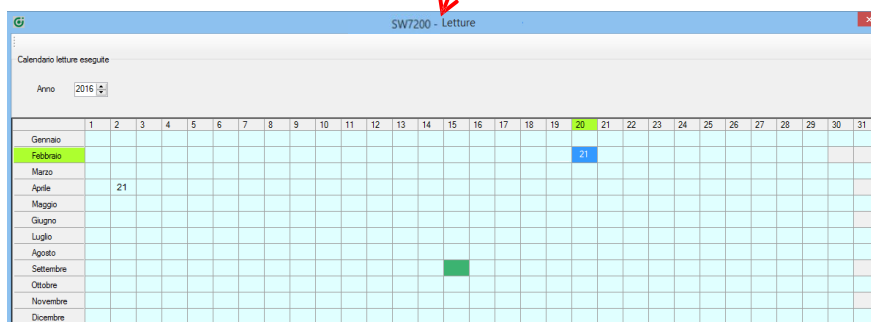 SW7200 - Letture
Calendario letture eseguite
Anno 2016
1 2 3 4 5 6 7 8 9 10 11 12 13 14 15 16 17 18 19 20 21 22 23 24 25 26 27 28 29 30 31
Gennaio
Febbraio 21
Marzo
Aprile 21
Maggio
Giugno
Luglio
Agosto
Settembre
Ottobre
Novembre
Dicembre